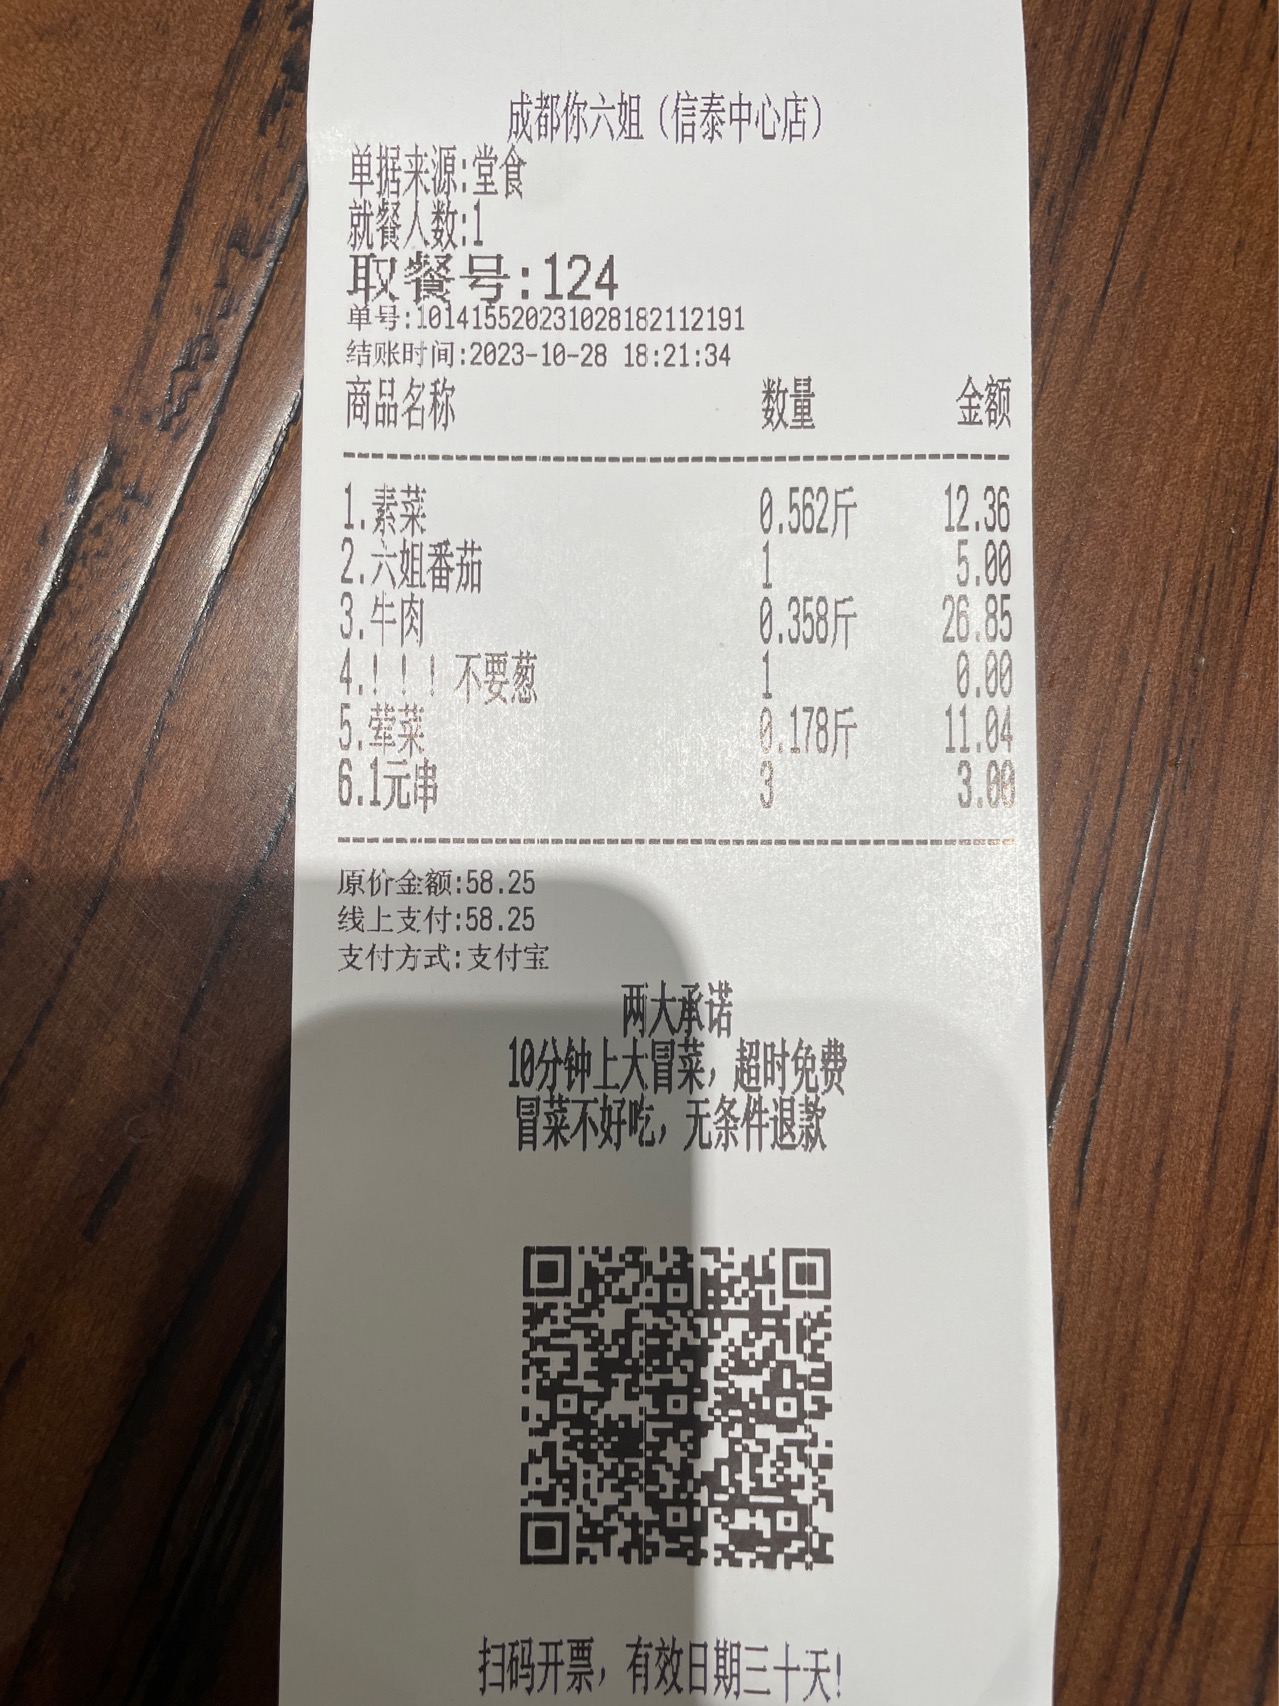 成都你六姐（信泰中心店）
单据来源:堂食
就餐人数:1
取餐号:124
单号:101415520231028182112191
结账时间:2023-10-28 18:21:34
商品名称 数量 金额
1.素菜 0.562斤 12.36
2.六姐番茄 1 5.00
3.牛肉 0.358斤 26.85
4.！！！不要葱 1 0.00
5.荤菜 0.178斤 11.04
6.1元串 3 3.00
原价金额:58.25
线上支付:58.25
支付方式:支付宝
两大承诺
10分钟上大冒菜，超时免费
冒菜不好吃，无条件退款
扫码开票，有效日期三十天!